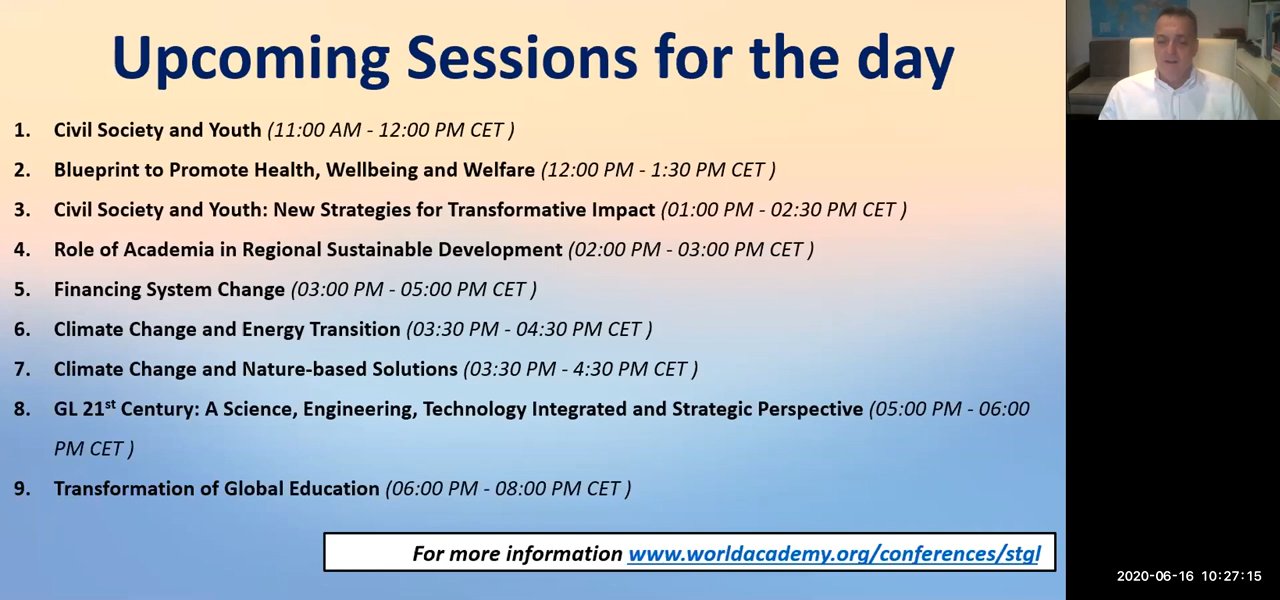 Upcoming Sessions for the day
1. Civil Society and Youth (11:00 AM - 12:00 PM CET )
2. Blueprint to Promote Health, Wellbeing and Welfare (12:00 PM - 1:30 PM CET )
3. Civil Society and Youth: New Strategies for Transformative Impact (01:00 PM - 02:30 PM CET )
4. Role of Academia in Regional Sustainable Development (02:00 PM - 03:00 PM CET )
5. Financing System Change (03:00 PM - 05:00 PM CET )
6. Climate Change and Energy Transition (03:30 PM - 04:30 PM CET )
7. Climate Change and Nature-based Solutions (03:30 PM - 4:30 PM CET )
8. GL 21st Century: A Science, Engineering, Technology Integrated and Strategic Perspective (05:00 PM - 06:00
PM CET )
9. Transformation of Global Education (06:00 PM - 08:00 PM CET )
For more information www.worldacademy.org/conferences/stgl
2020-06-16 10:27:15